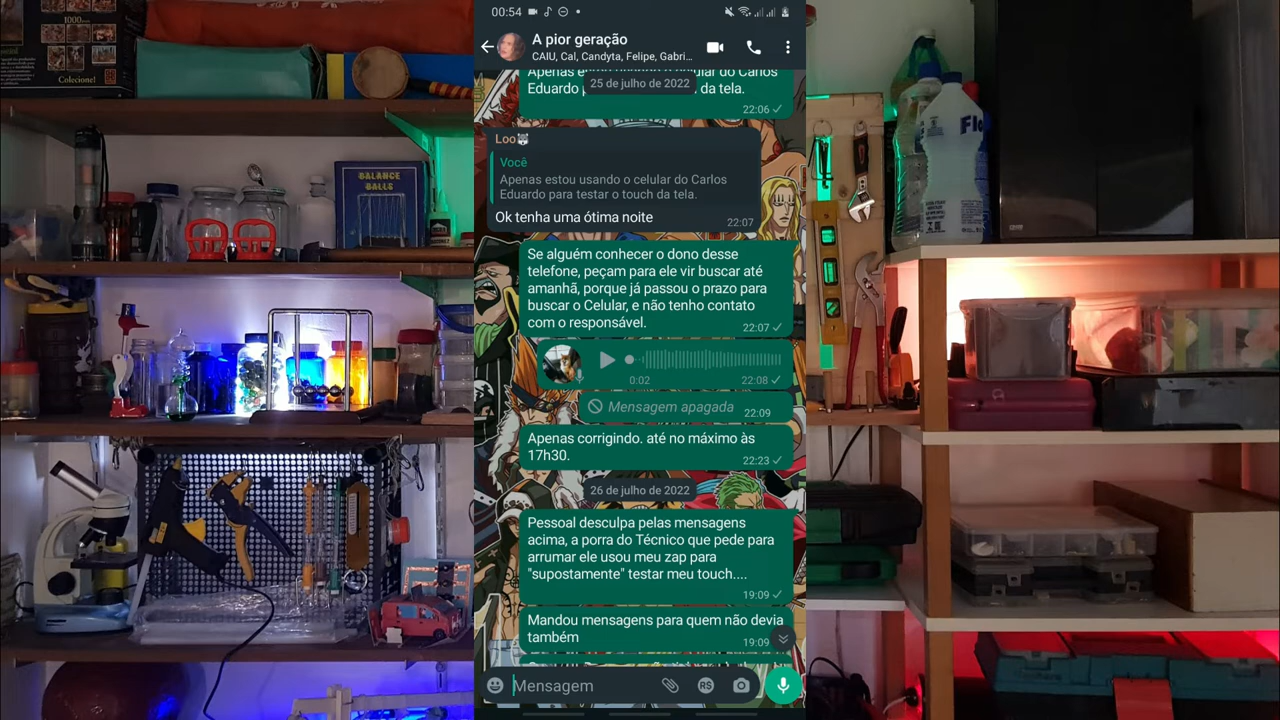 1000
Colecione!
BALANCE
BALLS
00:54
A pior geração
CAIU, Cal, Candyta, Felipe, Gabri...
25 de julho de 2022
Eduardo p da tela.
22:06
Loo
Você
Apenas estou usando o celular do Carlos
Eduardo para testar o touch da tela.
Ok tenha uma ótima noite
22:07
Se alguém conhecer o dono desse
telefone, peçam para ele vir buscar até
amanhã, porque já passou o prazo para
buscar o Celular, e não tenho contato
com o responsável.
22:07
0:02
22:08
Mensagem apagada
22:09
Apenas corrigindo. até no máximo às
17h30.
22:23
26 de julho de 2022
Pessoal desculpa pelas mensagens
acima, a porra do Técnico que pede para
arrumar ele usou meu zap para
"supostamente" testar meu touch....
19:09
Mandou mensagens para quem não devia
também
19:09
Mensagem
R$